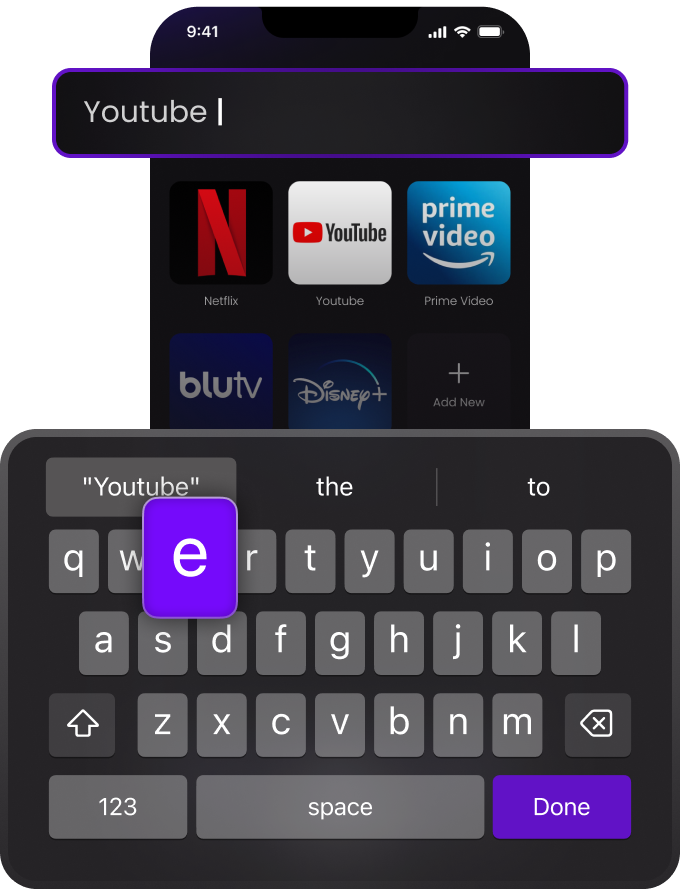 9:41
Youtube
N
YouTube
prime video
Netflix
Youtube
Prime Video
blutv
Disney+
Add New
"Youtube"
the
to
q w e r t y u i o p
a s d f g h j k l
z x c v b n m
123
space
Done